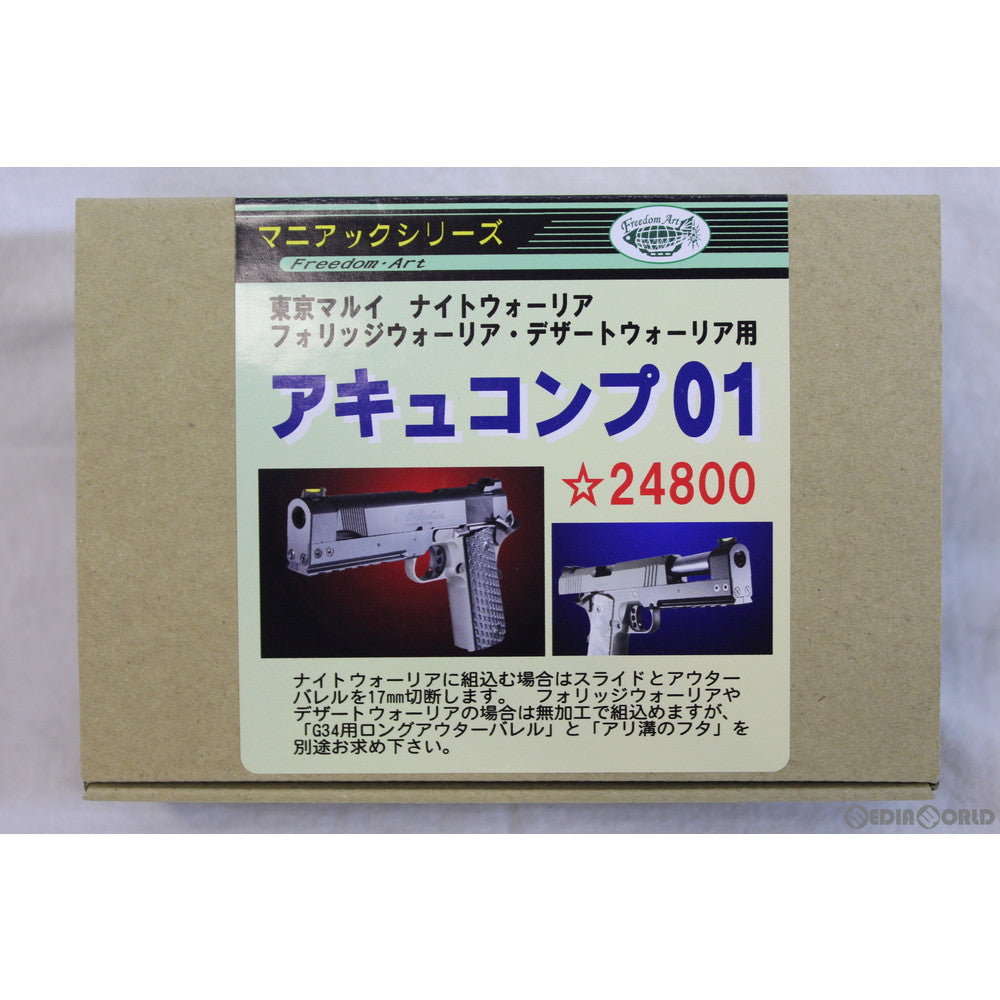 マニアックシリーズ
Freedom・Art
Freedom Art
東京マルイ　ナイトウォーリア
フォリッジウォーリア・デザートウォーリア用
アキュコンプ01
☆24800
ナイトウォーリアに組込む場合はスライドとアウター
バレルを17mm切断します。　フォリッジウォーリアや
デザートウォーリアの場合は無加工で組込めますが、
「G34用ロングアウターバレル」と「アリ溝のフタ」を
別途お求め下さい。
MEDIAWORLD